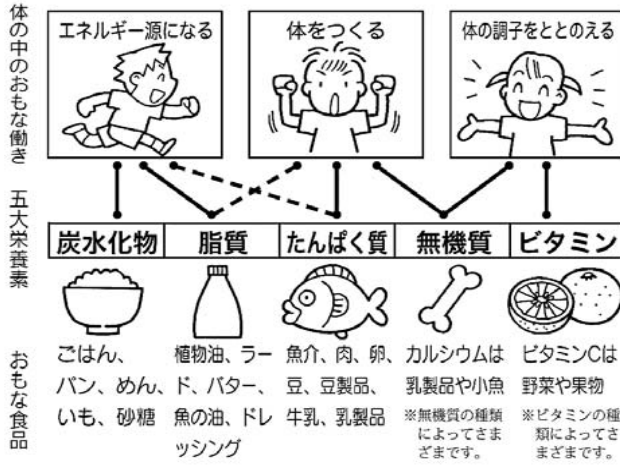 体の中のおもな働き
エネルギー源になる
体をつくる
体の調子をととのえる
五大栄養素
炭水化物
脂質
たんぱく質
無機質
ビタミン
おもな食品
ごはん、
パン、めん、
いも、砂糖
植物油、ラー
ド、バター、
魚の油、ドレ
ッシング
魚介、肉、卵、
豆、豆製品、
牛乳、乳製品
カルシウムは
乳製品や小魚
※無機質の種類
によってさま
ざまです。
ビタミンCは
野菜や果物
※ビタミンの種
類によってさ
まざまです。